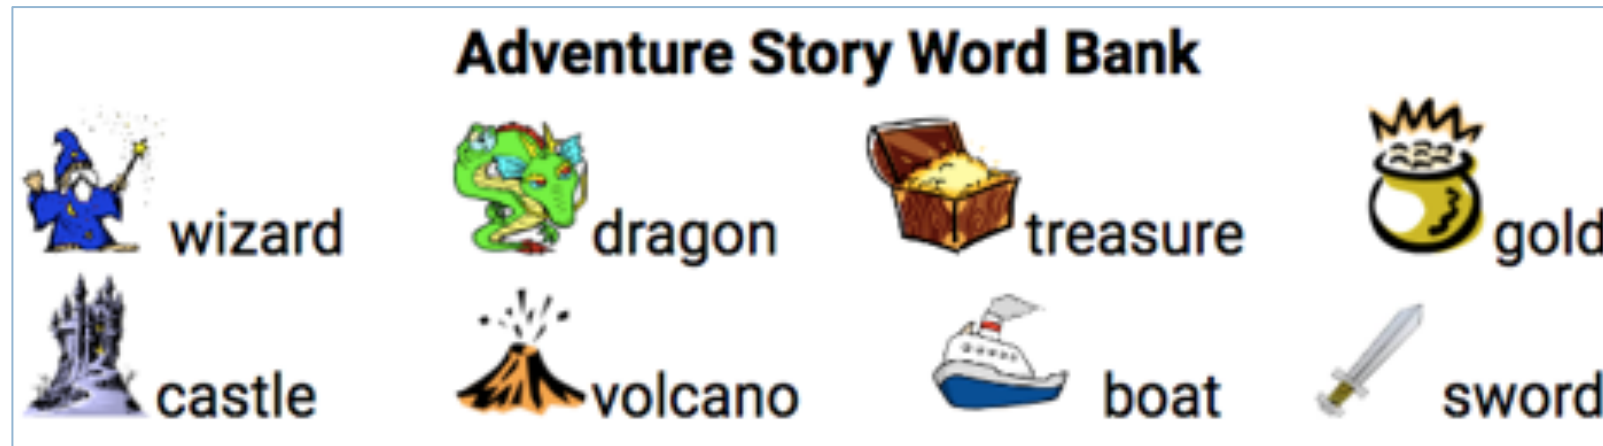 Adventure Story Word Bank
wizard dragon treasure gold
castle volcano boat sword